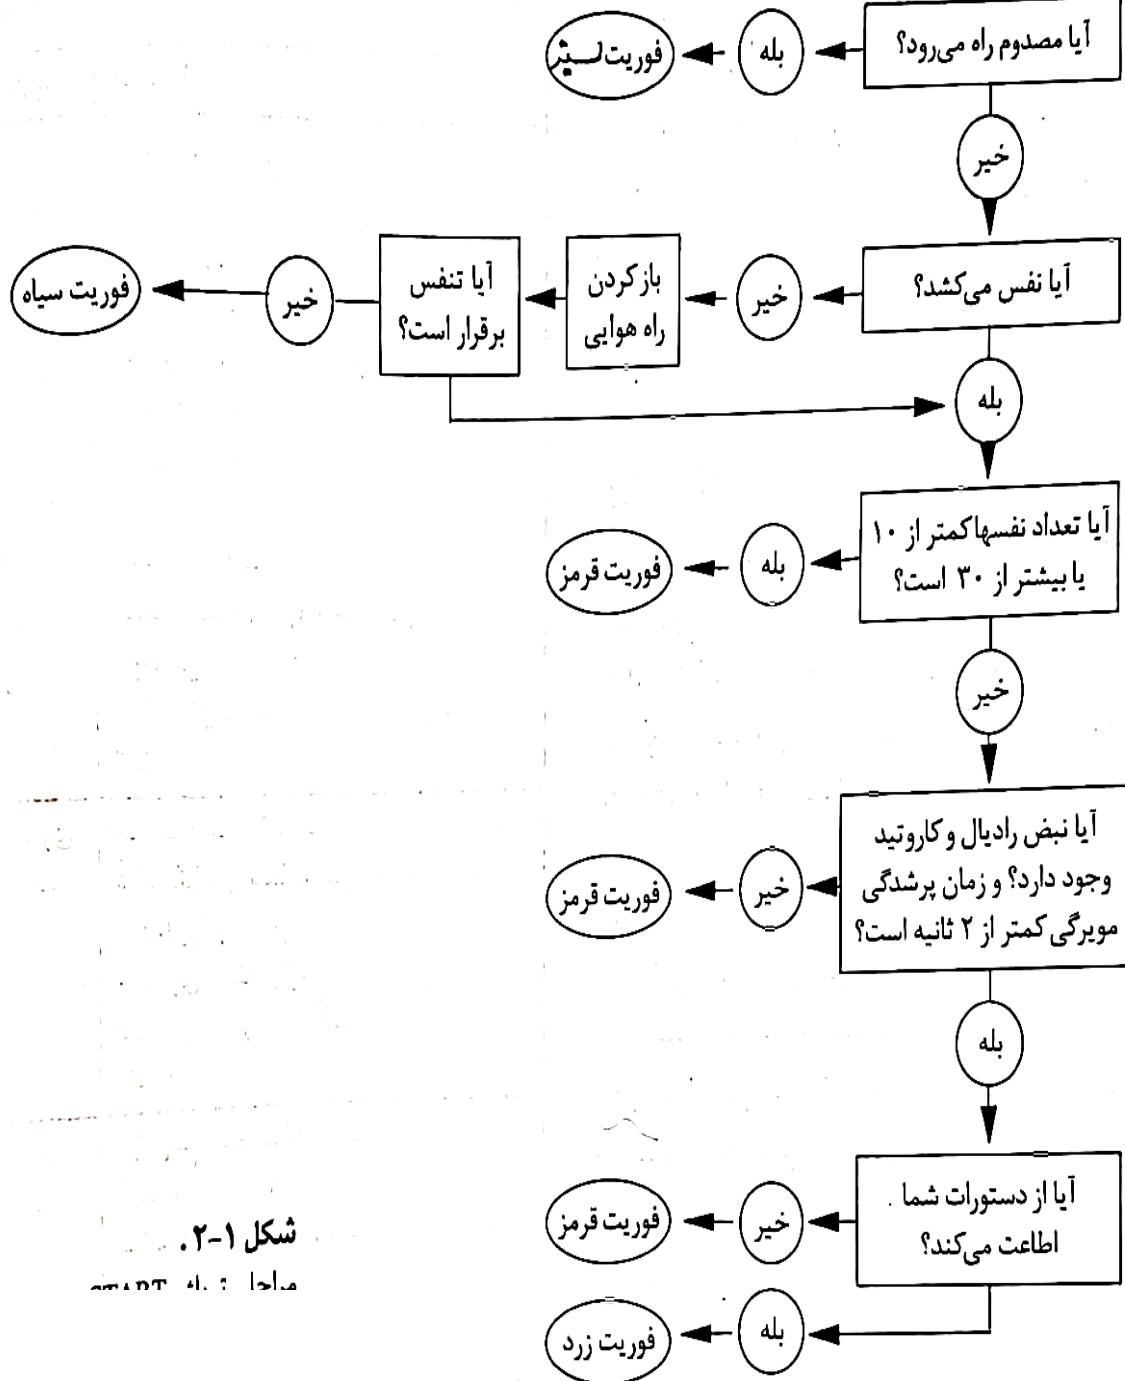 آیا مصدوم راه می‌رود؟
بله
فوریت
خیر
آیا نفس می‌کشد؟
خیر
باز کردن
راه هوایی
آیا تنفس
برقرار است؟
خیر
فوریت سیاه
بله
آیا تعداد نفسها کمتر از ۱۰
یا بیشتر از ۳۰ است؟
بله
فوریت قرمز
خیر
آیا نبض رادیال و کاروتید
وجود دارد؟ و زمان پرشدگی
مویرگی کمتر از ۲ ثانیه است؟
خیر
فوریت قرمز
بله
آیا از دستورات شما
اطاعت می‌کند؟
خیر
فوریت قرمز
بله
فوریت زرد
شکل ۱-۲.
مراحل START